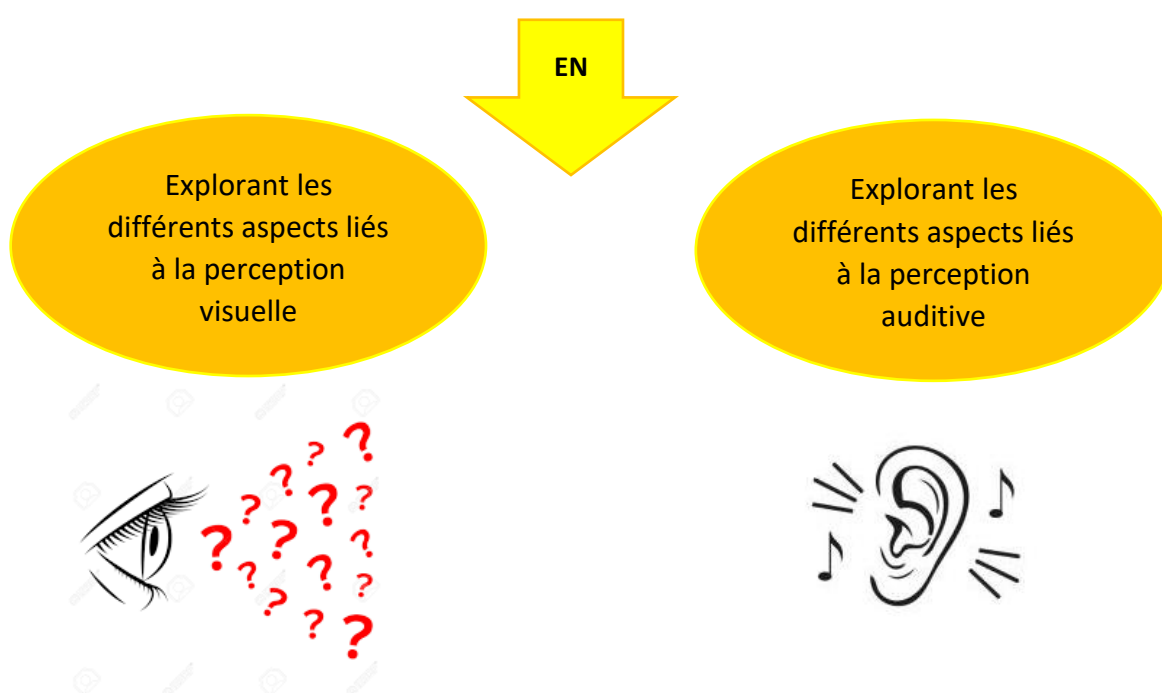 EN
Explorant les
différents aspects liés
à la perception
visuelle
Explorant les
différents aspects liés
à la perception
auditive
? ? ? ? ? ? ? ? ? ? ? ? ? ? ? ?